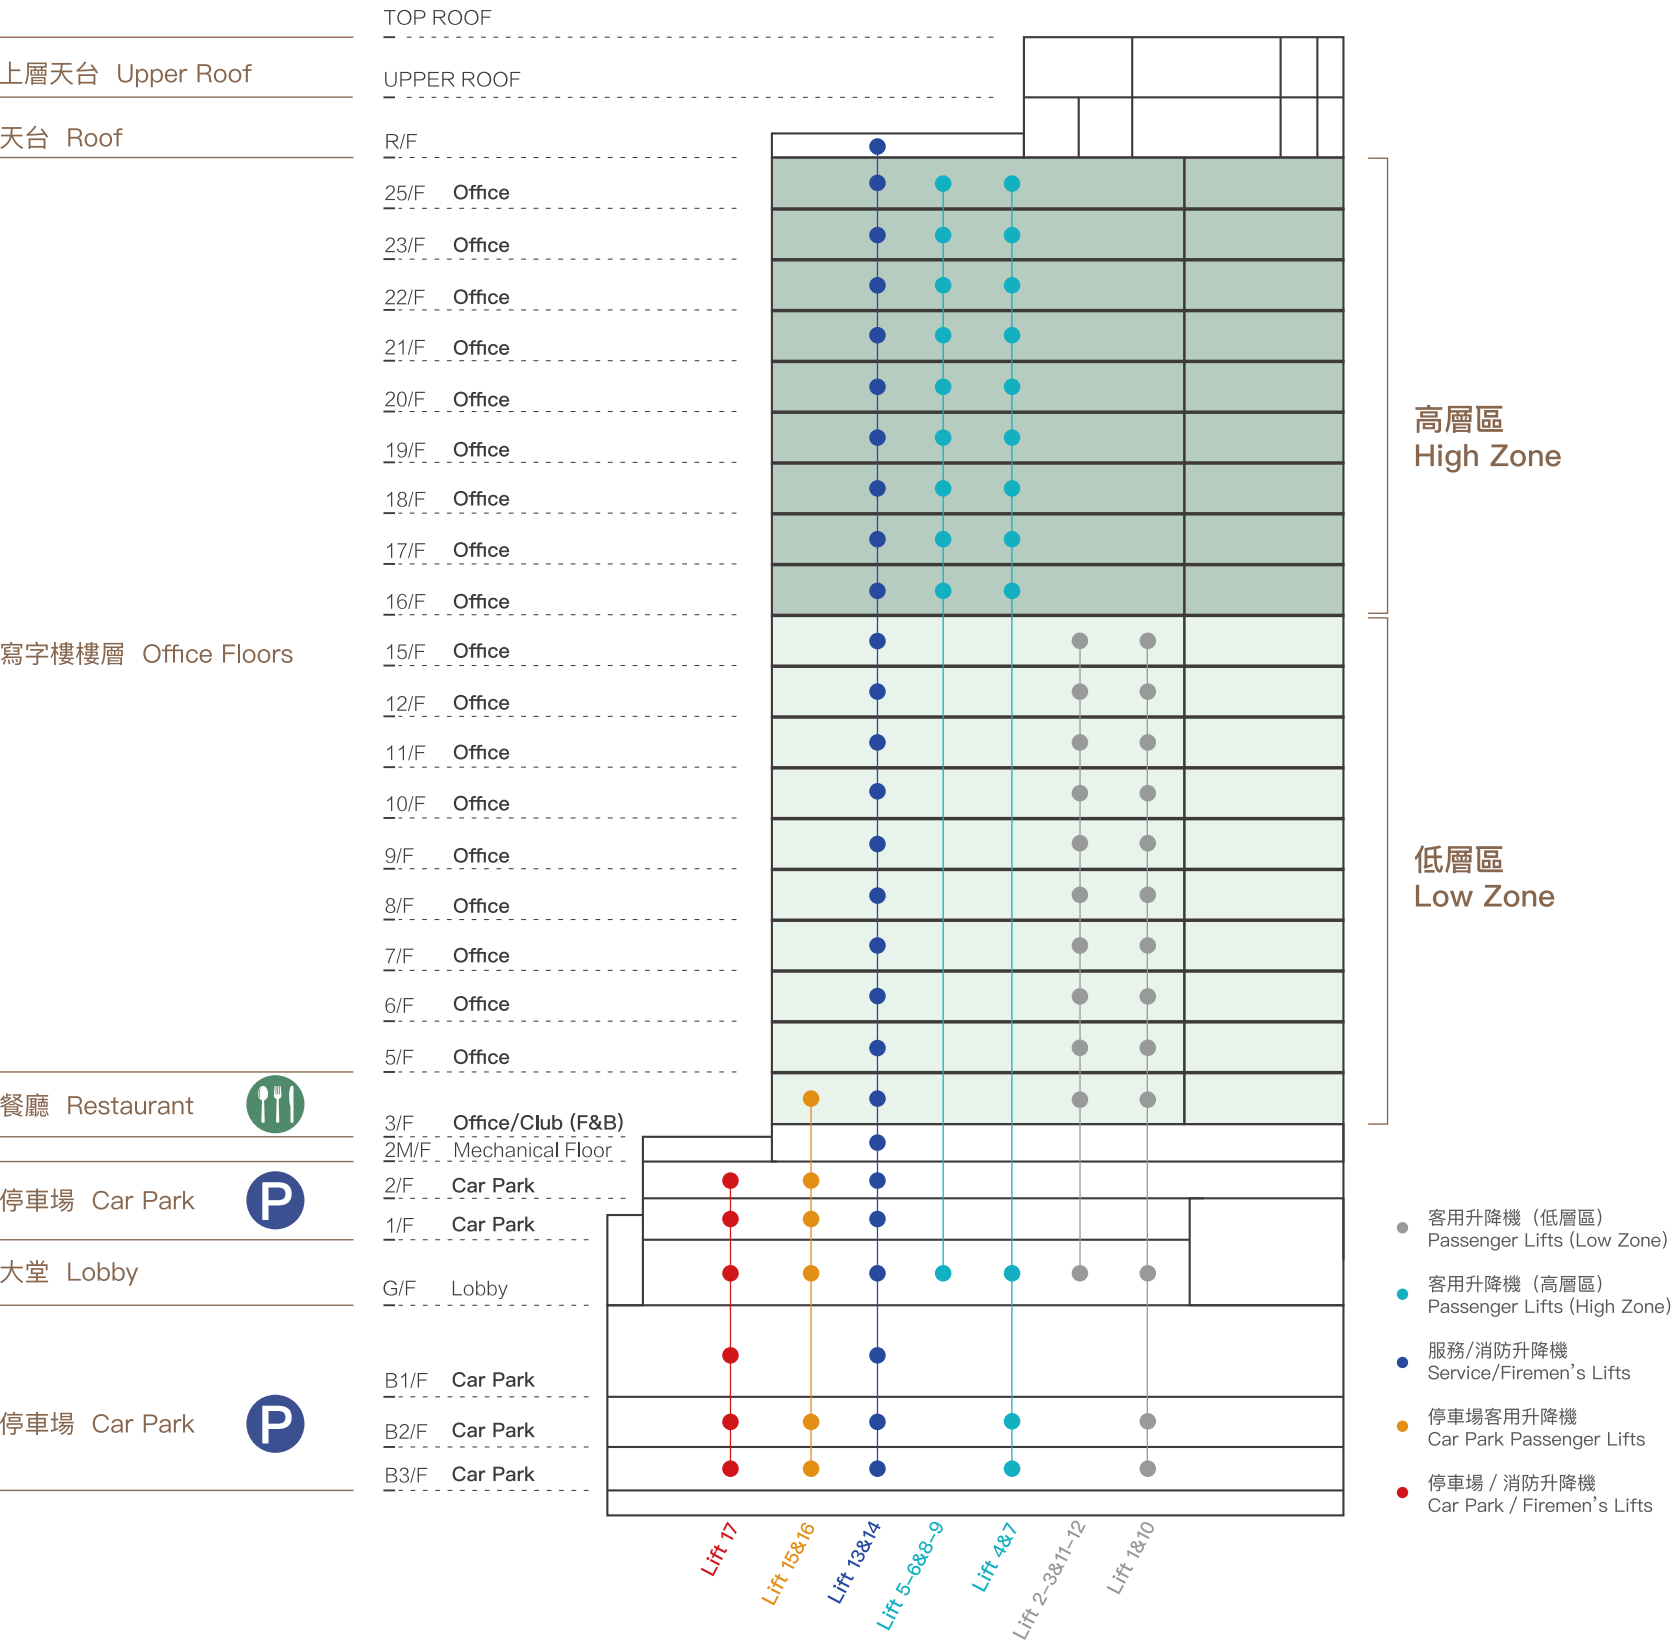 TOP ROOF
上層天台 Upper Roof
UPPER ROOF
天台 Roof
R/F
25/F Office
23/F Office
22/F Office
21/F Office
20/F Office
19/F Office
18/F Office
17/F Office
16/F Office
高層區
High Zone
寫字樓樓層 Office Floors
15/F Office
12/F Office
11/F Office
10/F Office
9/F Office
8/F Office
7/F Office
6/F Office
5/F Office
低層區
Low Zone
餐廳 Restaurant
3/F Office/Club (F&B)
2M/F Mechanical Floor
停車場 Car Park P
2/F Car Park
1/F Car Park
大堂 Lobby
G/F Lobby
停車場 Car Park P
B1/F Car Park
B2/F Car Park
B3/F Car Park
客用升降機（低層區）
Passenger Lifts (Low Zone)
客用升降機（高層區）
Passenger Lifts (High Zone)
服務/消防升降機
Service/Firemen's Lifts
停車場客用升降機
Car Park Passenger Lifts
停車場 / 消防升降機
Car Park / Firemen's Lifts
Lift 17
Lift 15&16
Lift 13&14
Lift 5-6&8-9
Lift 4&7
Lift 2-3&11-12
Lift 1&10